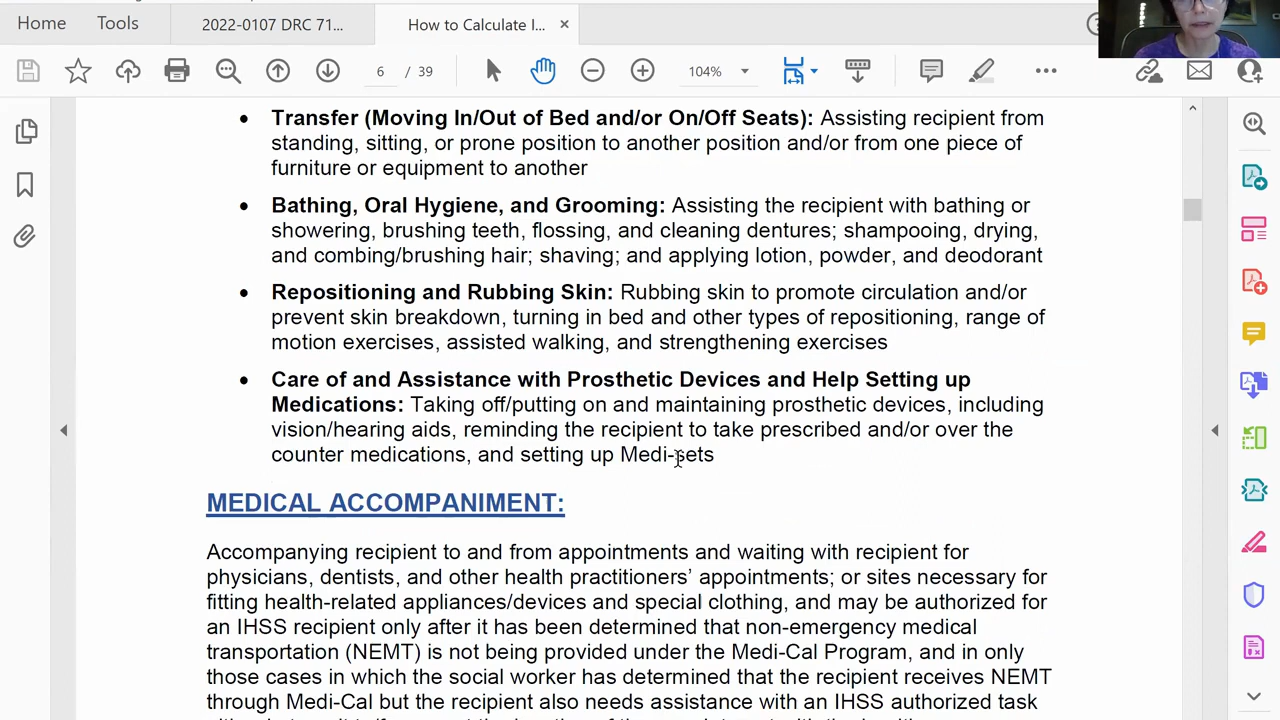 Home Tools 2022-0107 DRC 71... How to Calculate I...
6 / 39 104%
• Transfer (Moving In/Out of Bed and/or On/Off Seats): Assisting recipient from
standing, sitting, or prone position to another position and/or from one piece of
furniture or equipment to another
• Bathing, Oral Hygiene, and Grooming: Assisting the recipient with bathing or
showering, brushing teeth, flossing, and cleaning dentures; shampooing, drying,
and combing/brushing hair; shaving; and applying lotion, powder, and deodorant
• Repositioning and Rubbing Skin: Rubbing skin to promote circulation and/or
prevent skin breakdown, turning in bed and other types of repositioning, range of
motion exercises, assisted walking, and strengthening exercises
• Care of and Assistance with Prosthetic Devices and Help Setting up
Medications: Taking off/putting on and maintaining prosthetic devices, including
vision/hearing aids, reminding the recipient to take prescribed and/or over the
counter medications, and setting up Medi-sets
MEDICAL ACCOMPANIMENT:
Accompanying recipient to and from appointments and waiting with recipient for
physicians, dentists, and other health practitioners' appointments; or sites necessary for
fitting health-related appliances/devices and special clothing, and may be authorized for
an IHSS recipient only after it has been determined that non-emergency medical
transportation (NEMT) is not being provided under the Medi-Cal Program, and in only
those cases in which the social worker has determined that the recipient receives NEMT
through Medi-Cal but the recipient also needs assistance with an IHSS authorized task